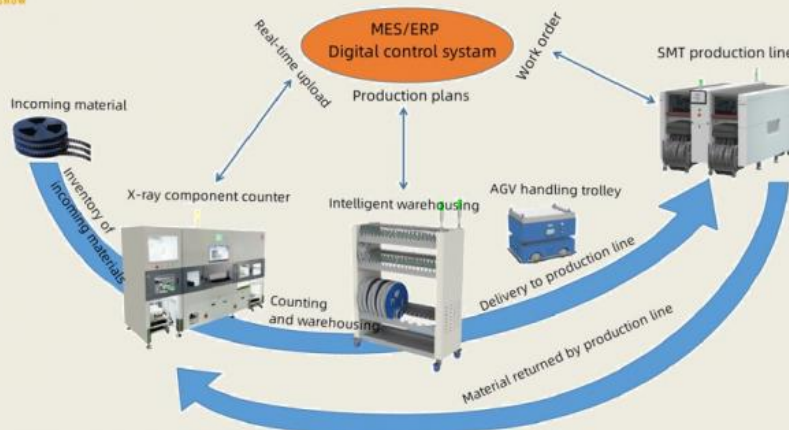 MES/ERP
Digital control systam
Real-time upload
Work order
SMT production line
Production plans
Incoming material
Inventory of
incoming materials
X-ray component counter
Intelligent warehousing
AGV handling trolley
Counting
and warehousing
Delivery to production line
Material returned by production line